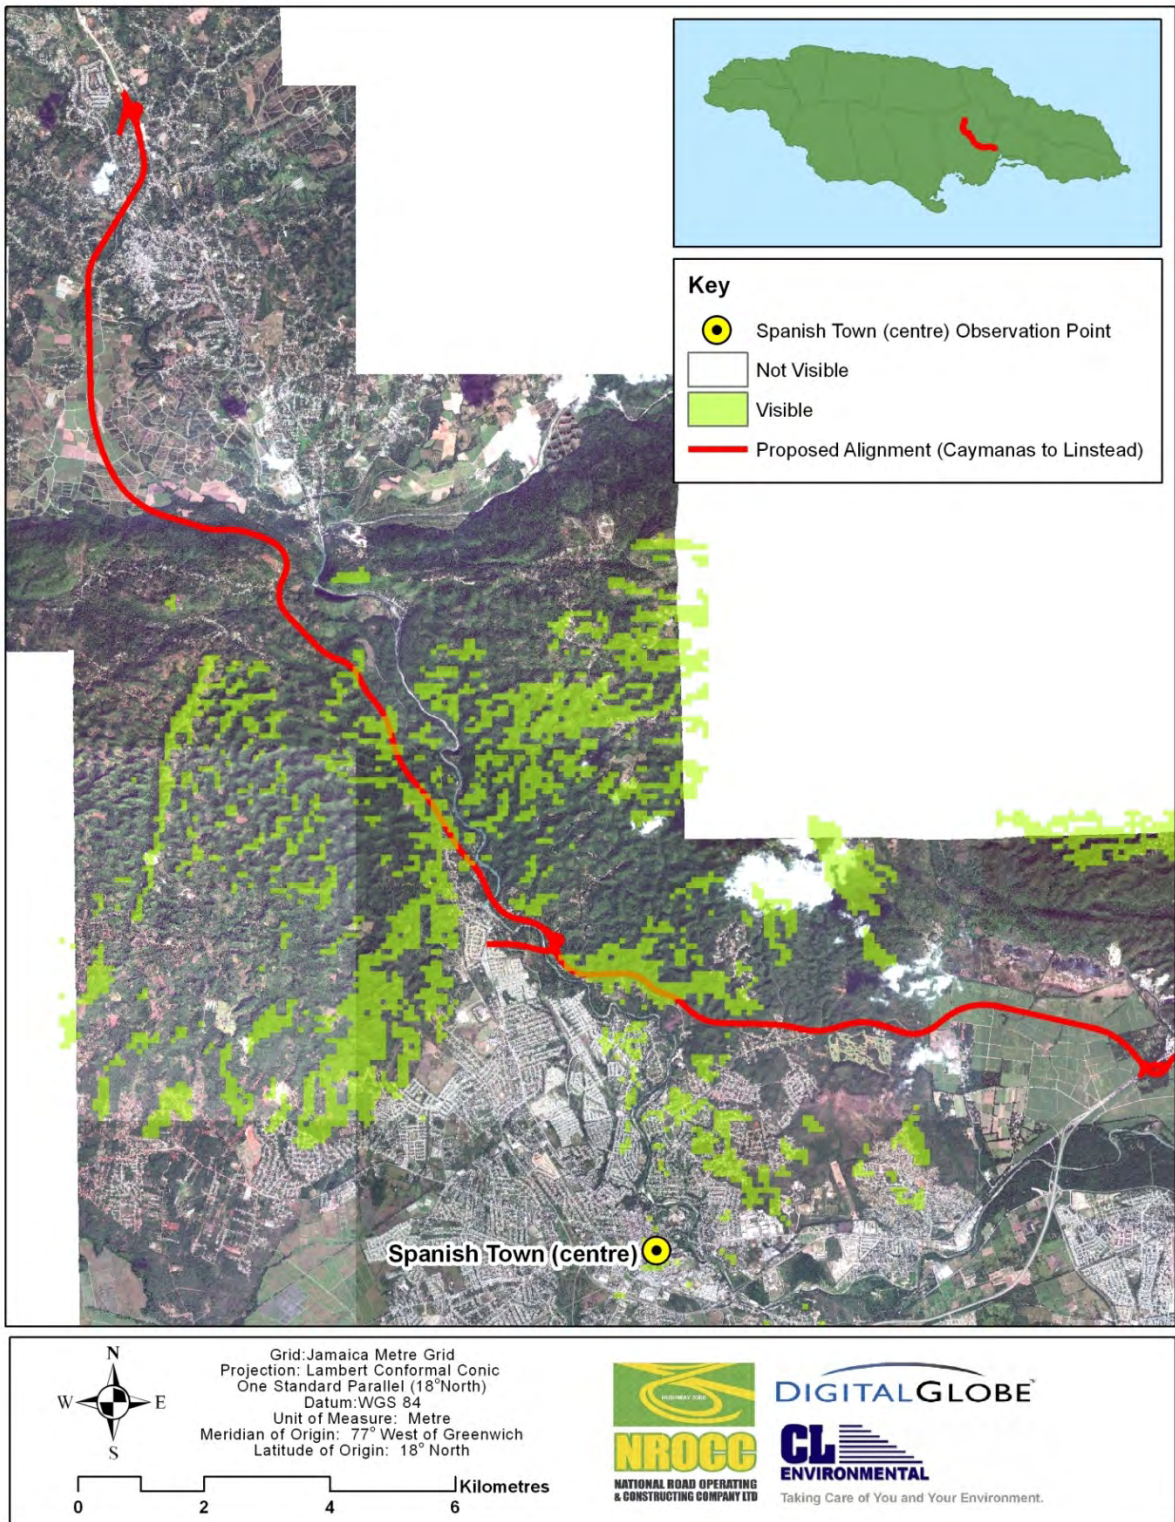 Key
Spanish Town (centre) Observation Point
Not Visible
Visible
Proposed Alignment (Caymanas to Linstead)
Spanish Town (centre)
N
W
E
S
Grid:Jamaica Metre Grid
Projection: Lambert Conformal Conic
One Standard Parallel (18°North)
Datum:WGS 84
Unit of Measure: Metre
Meridian of Origin: 77° West of Greenwich
Latitude of Origin: 18° North
Kilometres
0 2 4 6
HIGHWAY 2000
NROCC
NATIONAL ROAD OPERATING
& CONSTRUCTING COMPANY LTD
DIGITALGLOBE
CL
ENVIRONMENTAL
Taking Care of You and Your Environment.